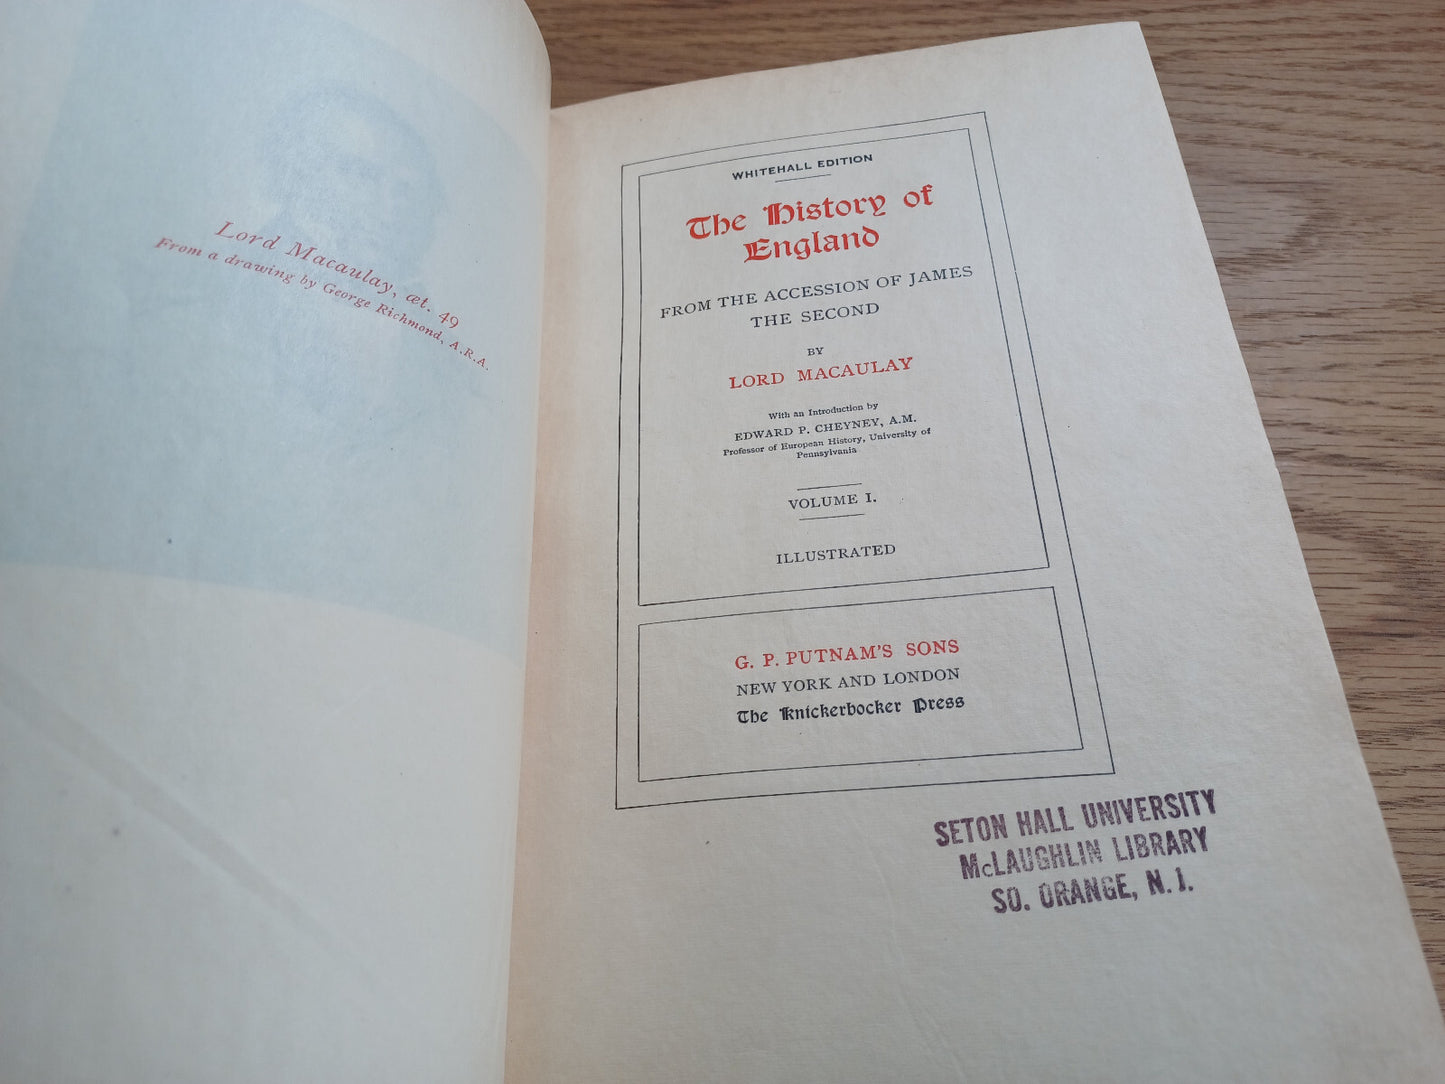 Lord Macaulay, æt. 49
From a drawing by George Richmond, A.R.A.
WHITEHALL EDITION
The History of
England
FROM THE ACCESSION OF JAMES
THE SECOND
BY
LORD MACAULAY
With an Introduction by
EDWARD P. CHEYNEY, A.M.
Professor of European History, University of
Pennsylvania
VOLUME I.
ILLUSTRATED
G. P. PUTNAM'S SONS
NEW YORK AND LONDON
The Knickerbocker Press
SETON HALL UNIVERSITY
McLAUGHLIN LIBRARY
SO. ORANGE, N. J.